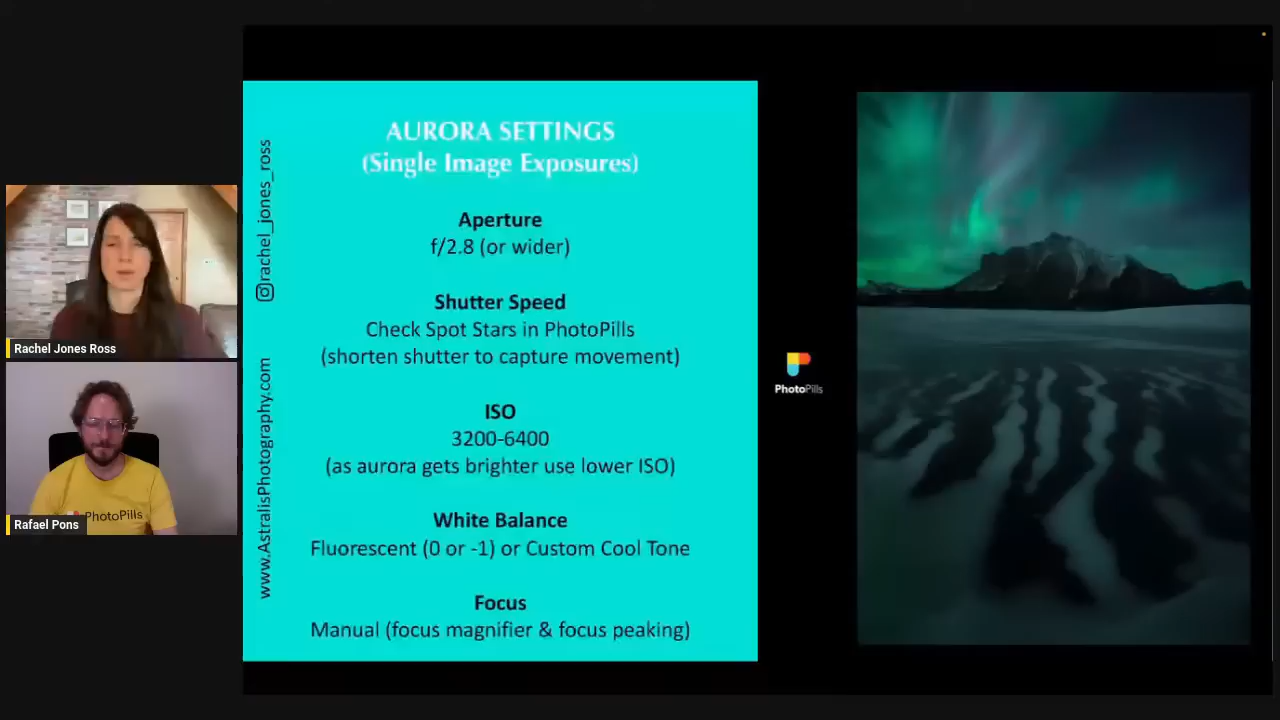 AURORA SETTINGS
(Single Image Exposures)
Aperture
f/2.8 (or wider)
Shutter Speed
Check Spot Stars in PhotoPills
(shorten shutter to capture movement)
ISO
3200-6400
(as aurora gets brighter use lower ISO)
White Balance
Fluorescent (0 or -1) or Custom Cool Tone
Focus
Manual (focus magnifier & focus peaking)
rachel_jones_ross
www.AstralisPhotography.com
Rachel Jones Ross
PhotoPills
Rafael Pons
PhotoPills